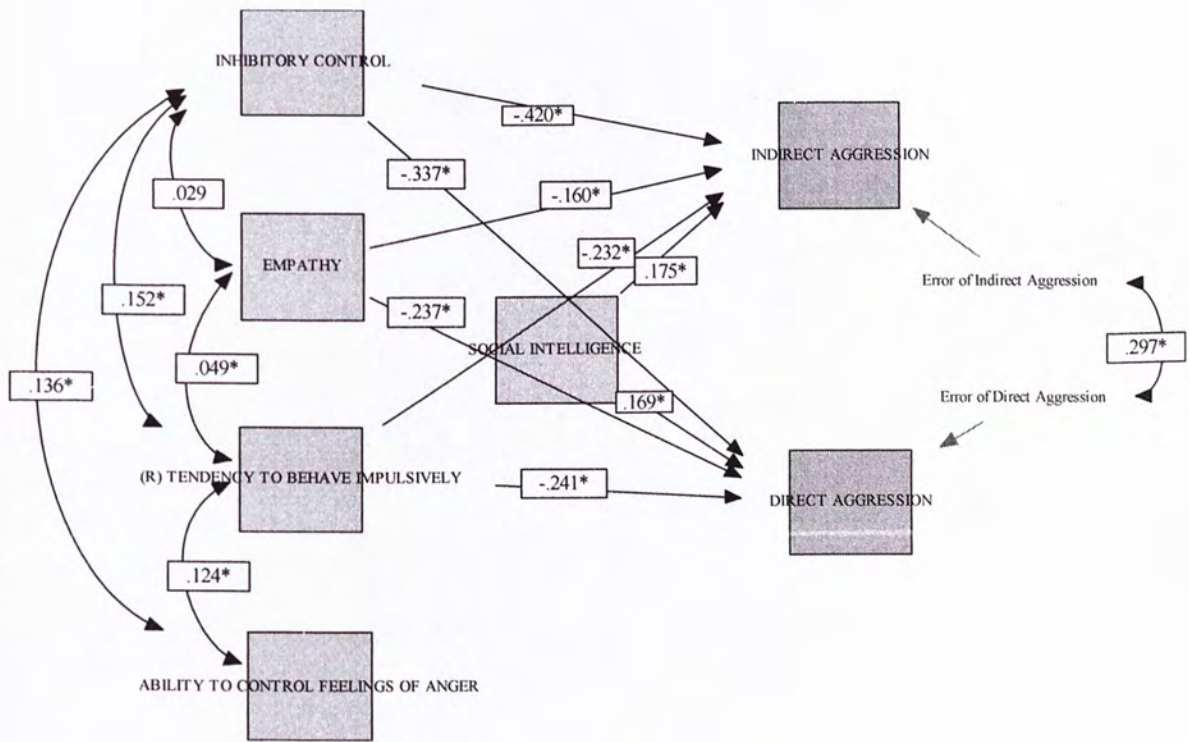 INHIBITORY CONTROL
-.420*
INDIRECT AGGRESSION
-.337*
.029
-.160*
EMPATHY
-.232*
.175*
Error of Indirect Aggression
.152*
-.237*
SOCIAL INTELLIGENCE
.297*
.049*
.136*
.169*
Error of Direct Aggression
(R) TENDENCY TO BEHAVE IMPULSIVELY
-.241*
DIRECT AGGRESSION
.124*
ABILITY TO CONTROL FEELINGS OF ANGER